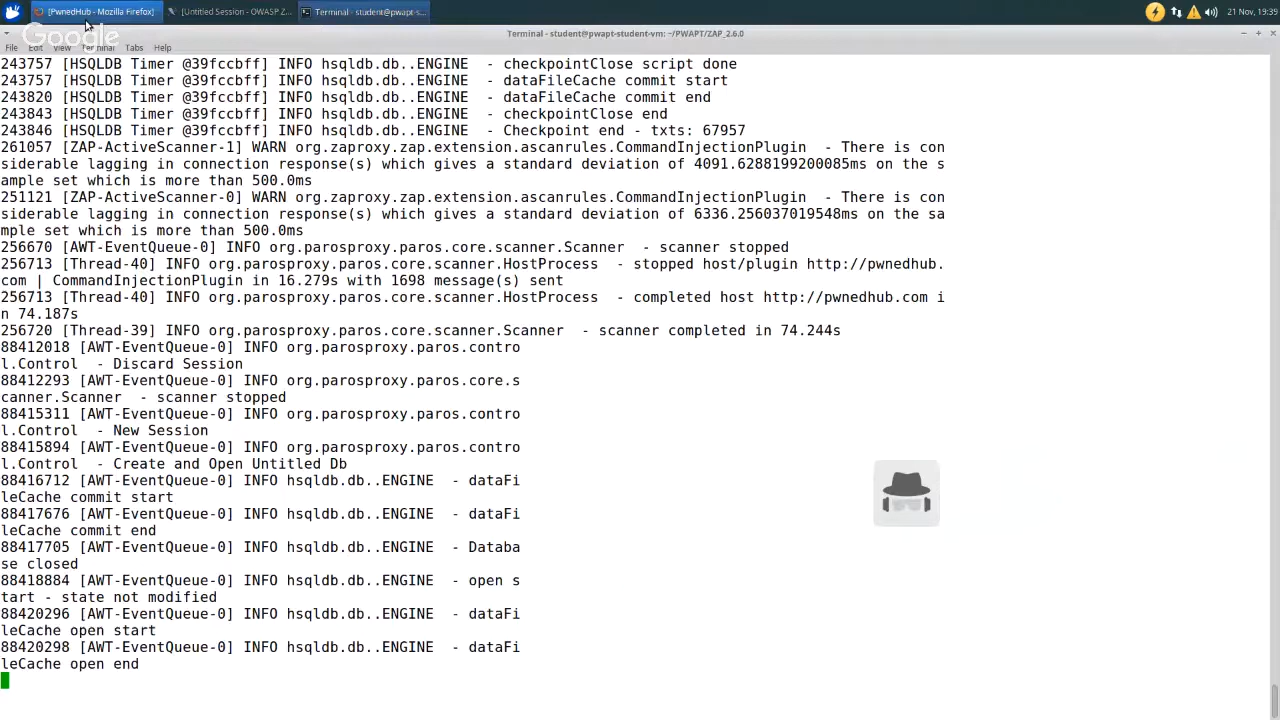 [PwnedHub - Mozilla Firefox]
[Untitled Session - OWASP Z...
Terminal - student@pwapt-s...
21 Nov, 19:39
Google
Terminal - student@pwapt-student-vm: ~/PWAPT/ZAP_2.6.0
File Edit View Terminal Tabs Help
243757 [HSQLDB Timer @39fccbff] INFO hsqldb.db..ENGINE  - checkpointClose script done
243757 [HSQLDB Timer @39fccbff] INFO hsqldb.db..ENGINE  - dataFileCache commit start
243820 [HSQLDB Timer @39fccbff] INFO hsqldb.db..ENGINE  - dataFileCache commit end
243843 [HSQLDB Timer @39fccbff] INFO hsqldb.db..ENGINE  - checkpointClose end
243846 [HSQLDB Timer @39fccbff] INFO hsqldb.db..ENGINE  - Checkpoint end - txts: 67957
261057 [ZAP-ActiveScanner-1] WARN org.zaproxy.zap.extension.ascanrules.CommandInjectionPlugin  - There is con
siderable lagging in connection response(s) which gives a standard deviation of 4091.6288199200085ms on the s
ample set which is more than 500.0ms
251121 [ZAP-ActiveScanner-0] WARN org.zaproxy.zap.extension.ascanrules.CommandInjectionPlugin  - There is con
siderable lagging in connection response(s) which gives a standard deviation of 6336.256037019548ms on the sa
mple set which is more than 500.0ms
256670 [AWT-EventQueue-0] INFO org.parosproxy.paros.core.scanner.Scanner  - scanner stopped
256713 [Thread-40] INFO org.parosproxy.paros.core.scanner.HostProcess  - stopped host/plugin http://pwnedhub.
com | CommandInjectionPlugin in 16.279s with 1698 message(s) sent
256713 [Thread-40] INFO org.parosproxy.paros.core.scanner.HostProcess  - completed host http://pwnedhub.com i
n 74.187s
256720 [Thread-39] INFO org.parosproxy.paros.core.scanner.Scanner  - scanner completed in 74.244s
88412018 [AWT-EventQueue-0] INFO org.parosproxy.paros.contro
l.Control  - Discard Session
88412293 [AWT-EventQueue-0] INFO org.parosproxy.paros.core.s
canner.Scanner  - scanner stopped
88415311 [AWT-EventQueue-0] INFO org.parosproxy.paros.contro
l.Control  - New Session
88415894 [AWT-EventQueue-0] INFO org.parosproxy.paros.contro
l.Control  - Create and Open Untitled Db
88416712 [AWT-EventQueue-0] INFO hsqldb.db..ENGINE  - dataFi
leCache commit start
88417676 [AWT-EventQueue-0] INFO hsqldb.db..ENGINE  - dataFi
leCache commit end
88417705 [AWT-EventQueue-0] INFO hsqldb.db..ENGINE  - Databa
se closed
88418884 [AWT-EventQueue-0] INFO hsqldb.db..ENGINE  - open s
tart - state not modified
88420296 [AWT-EventQueue-0] INFO hsqldb.db..ENGINE  - dataFi
leCache open start
88420298 [AWT-EventQueue-0] INFO hsqldb.db..ENGINE  - dataFi
leCache open end